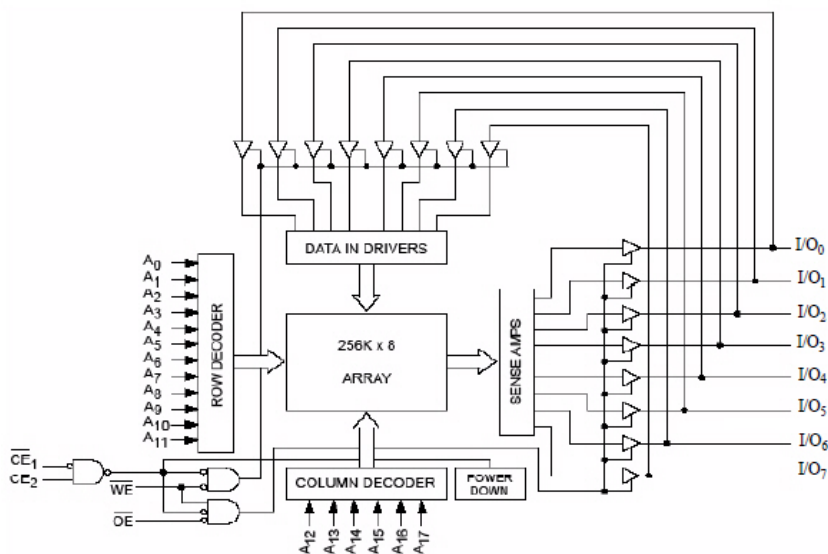 DATA IN DRIVERS
A0
A1
A2
A3
A4
A5
A6
A7
A8
A9
A10
A11
ROW DECODER
256K x 8
ARRAY
SENSE AMPS
I/O0
I/O1
I/O2
I/O3
I/O4
I/O5
I/O6
I/O7
CE1
CE2
WE
OE
COLUMN DECODER
POWER
DOWN
A12
A13
A14
A15
A16
A17